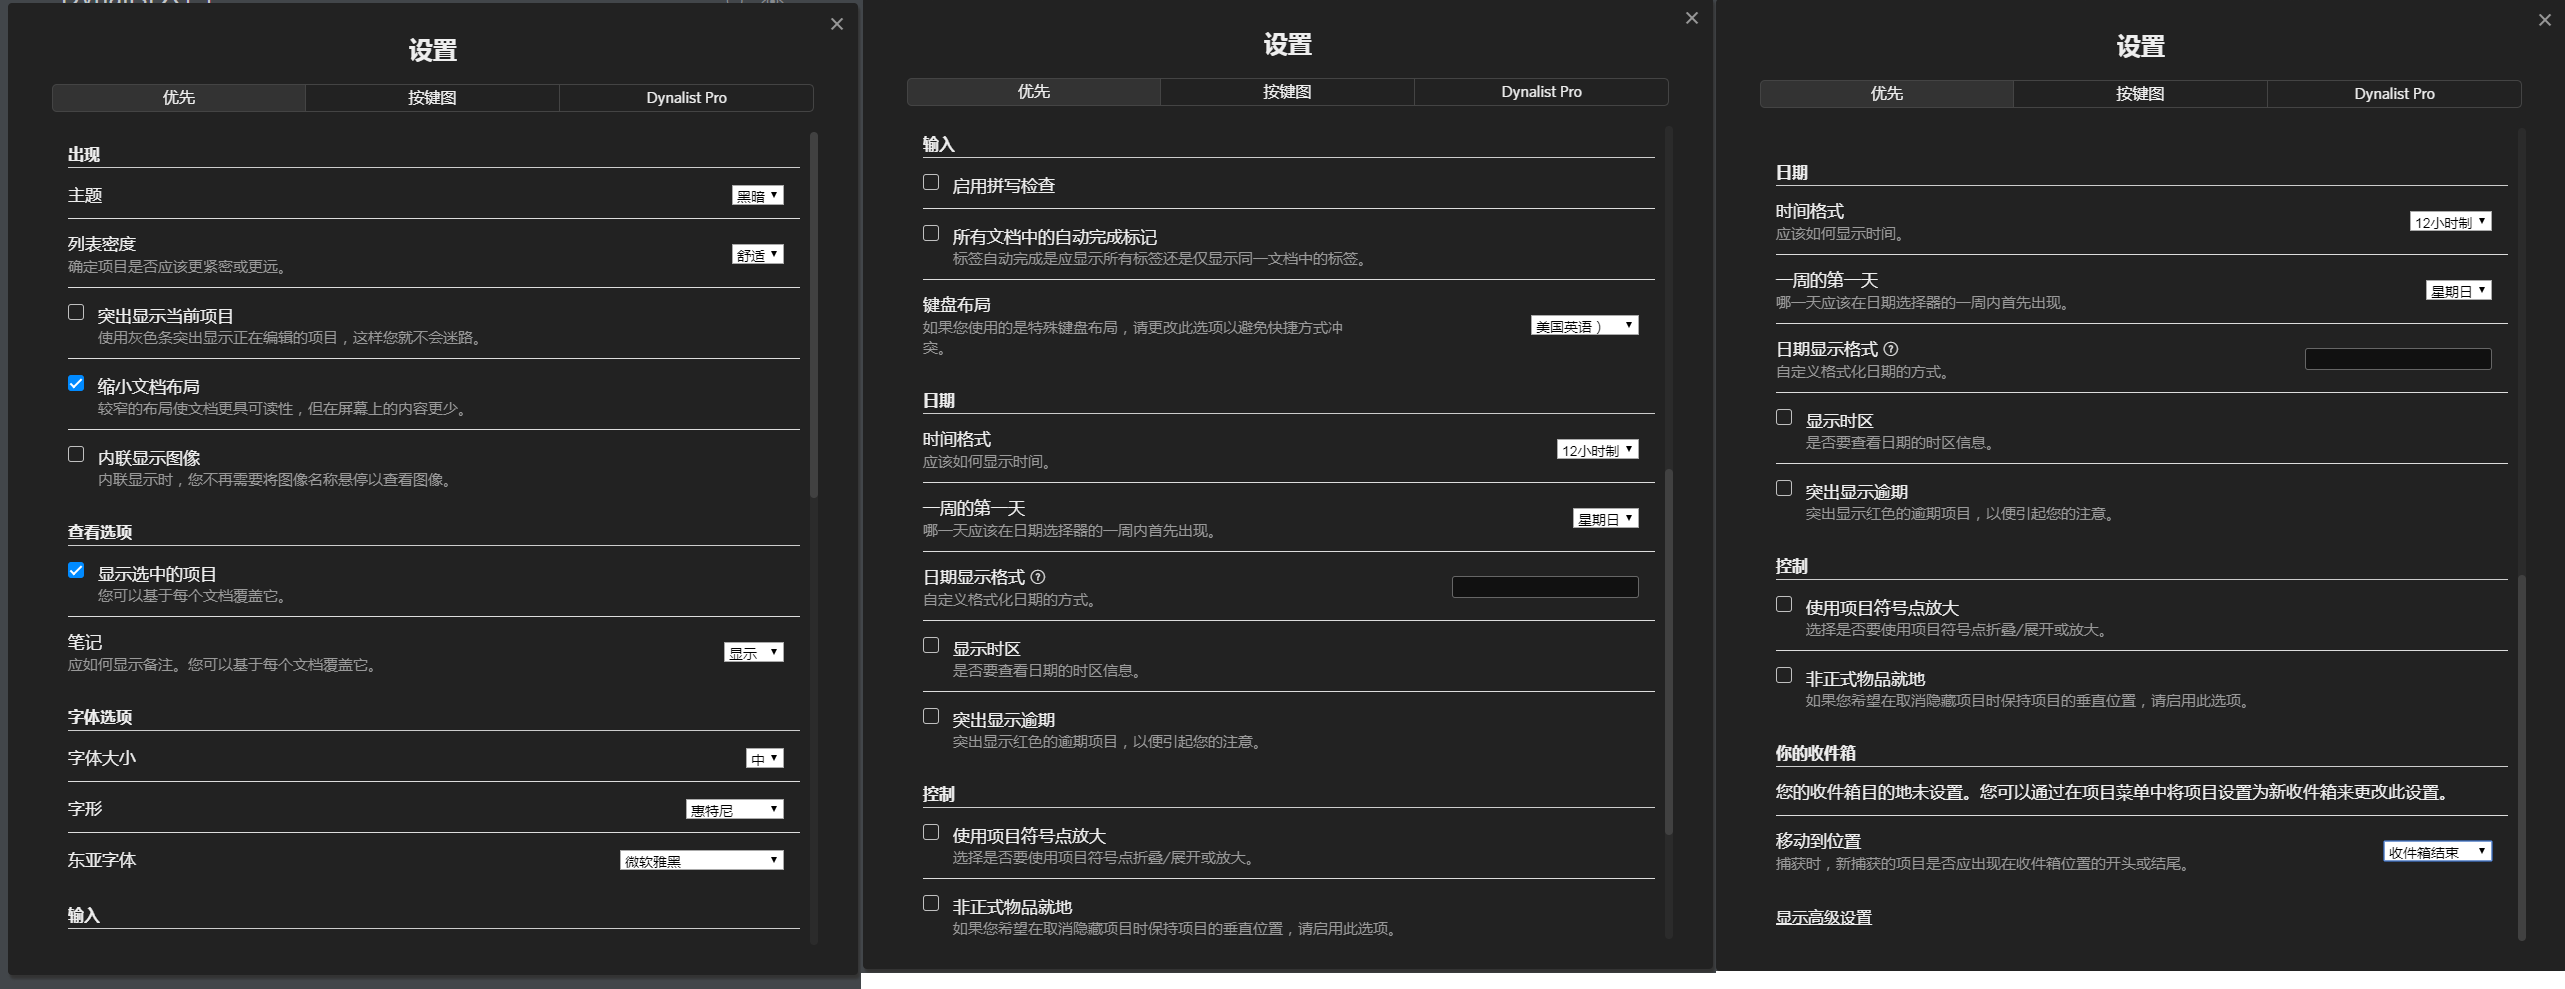 设置
优先
按键图
Dynalist Pro
出现
主题
黑暗
列表密度
确定项目是否应该更紧密或更远。
舒适
突出显示当前项目
使用灰色条突出显示正在编辑的项目，这样您就不会迷路。
缩小文档布局
较窄的布局使文档更具可读性，但在屏幕上的内容更少。
内联显示图像
内联显示时，您不再需要将图像名称悬停以查看图像。
查看选项
显示选中的项目
您可以基于每个文档覆盖它。
笔记
应如何显示备注。您可以基于每个文档覆盖它。
显示
字体选项
字体大小
中
字形
惠特尼
东亚字体
微软雅黑
输入
设置
优先
按键图
Dynalist Pro
输入
启用拼写检查
所有文档中的自动完成标记
标签自动完成是应显示所有标签还是仅显示同一文档中的标签。
键盘布局
如果您使用的是特殊键盘布局，请更改此选项以避免快捷方式冲
突。
美国英语）
日期
时间格式
应该如何显示时间。
12小时制
一周的第一天
哪一天应该在日期选择器的一周内首先出现。
星期日
日期显示格式
自定义格式化日期的方式。
显示时区
是否要查看日期的时区信息。
突出显示逾期
突出显示红色的逾期项目，以便引起您的注意。
控制
使用项目符号点放大
选择是否要使用项目符号点折叠/展开或放大。
非正式物品就地
如果您希望在取消隐藏项目时保持项目的垂直位置，请启用此选项。
设置
优先
按键图
Dynalist Pro
日期
时间格式
应该如何显示时间。
12小时制
一周的第一天
哪一天应该在日期选择器的一周内首先出现。
星期日
日期显示格式
自定义格式化日期的方式。
显示时区
是否要查看日期的时区信息。
突出显示逾期
突出显示红色的逾期项目，以便引起您的注意。
控制
使用项目符号点放大
选择是否要使用项目符号点折叠/展开或放大。
非正式物品就地
如果您希望在取消隐藏项目时保持项目的垂直位置，请启用此选项。
你的收件箱
您的收件箱目的地未设置。您可以通过在项目菜单中将项目设置为新收件箱来更改此设置。
移动到位置
捕获时，新捕获的项目是否应出现在收件箱位置的开头或结尾。
收件箱结束
显示高级设置